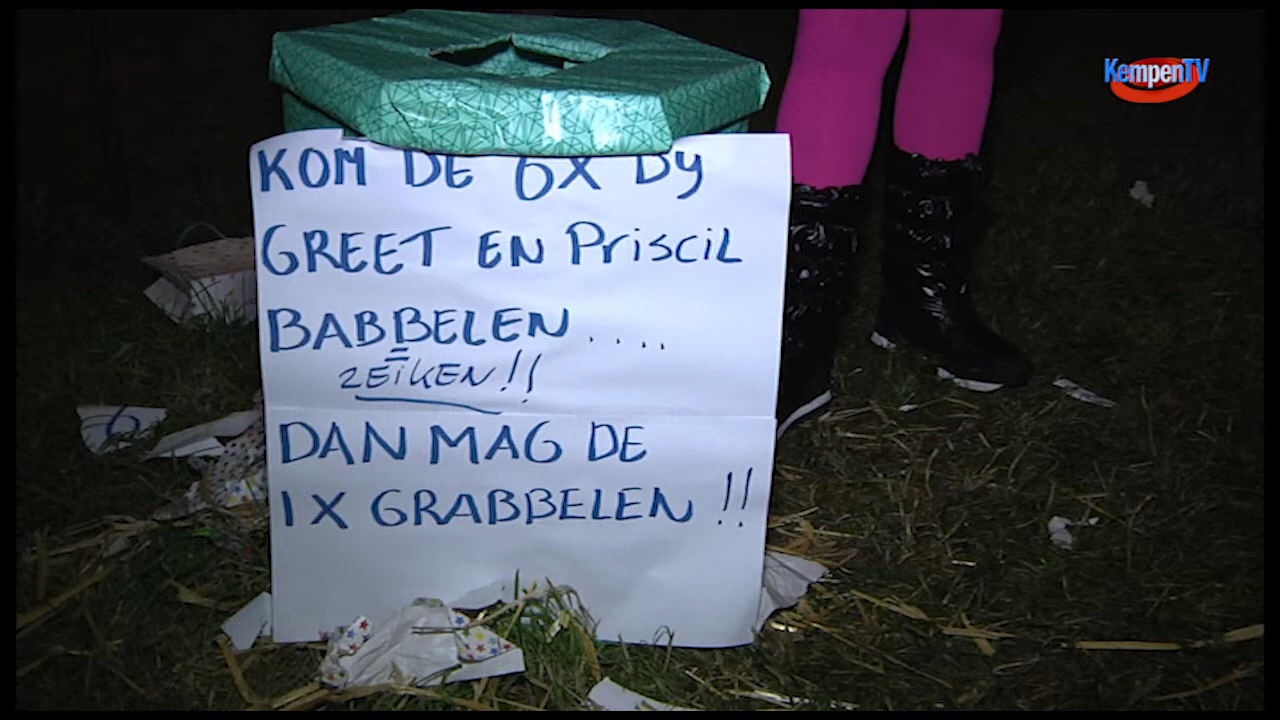 KempenTV
KOM DE 6X By
GREET EN PRISCIL
BABBELEN ....
= ZEIKEN!!
DAN MAG DE
1X GRABBELEN !!